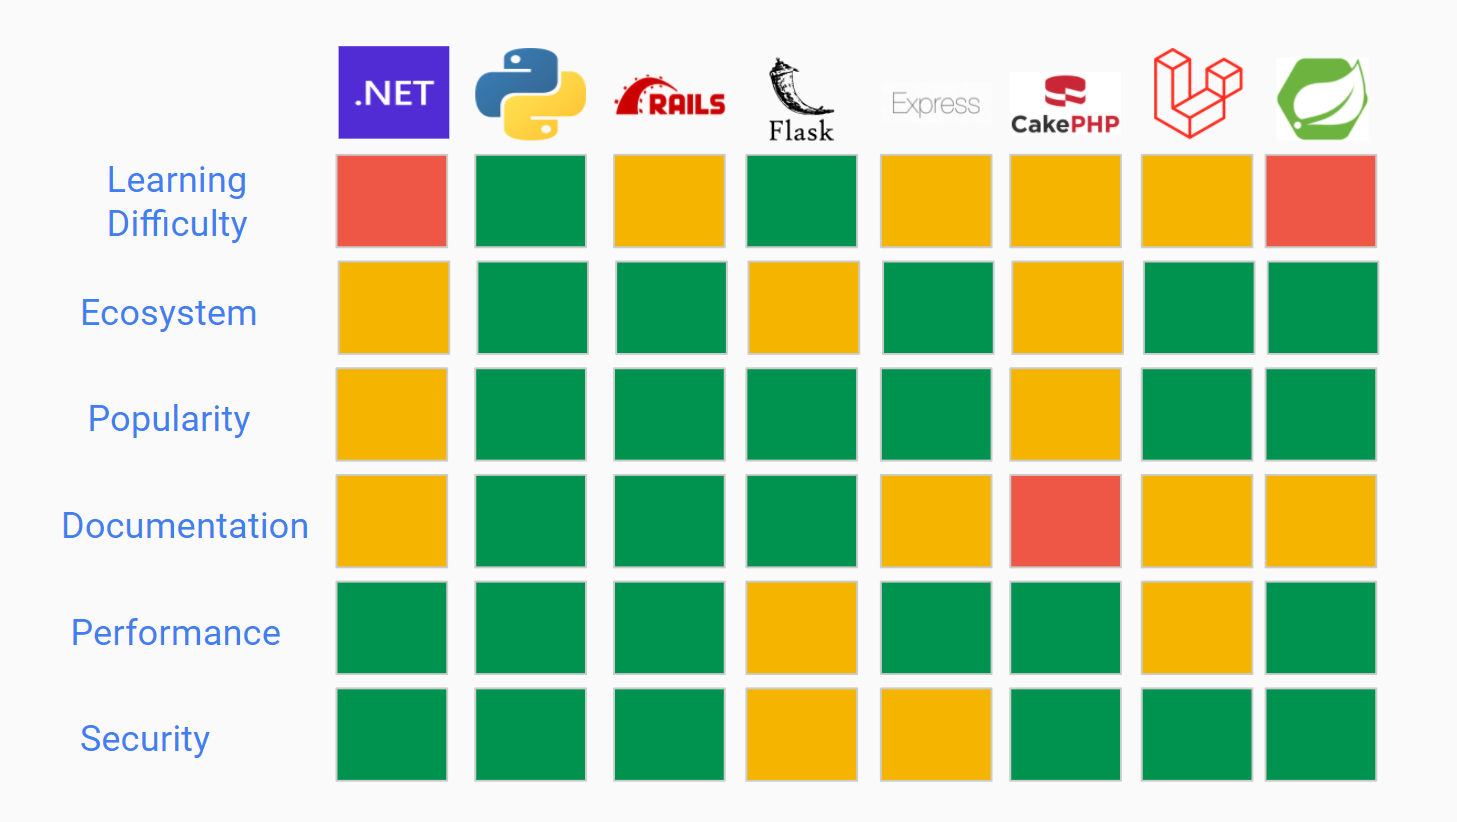 .NET
RAILS
Flask
Express
CakePHP
Learning
Difficulty
Ecosystem
Popularity
Documentation
Performance
Security